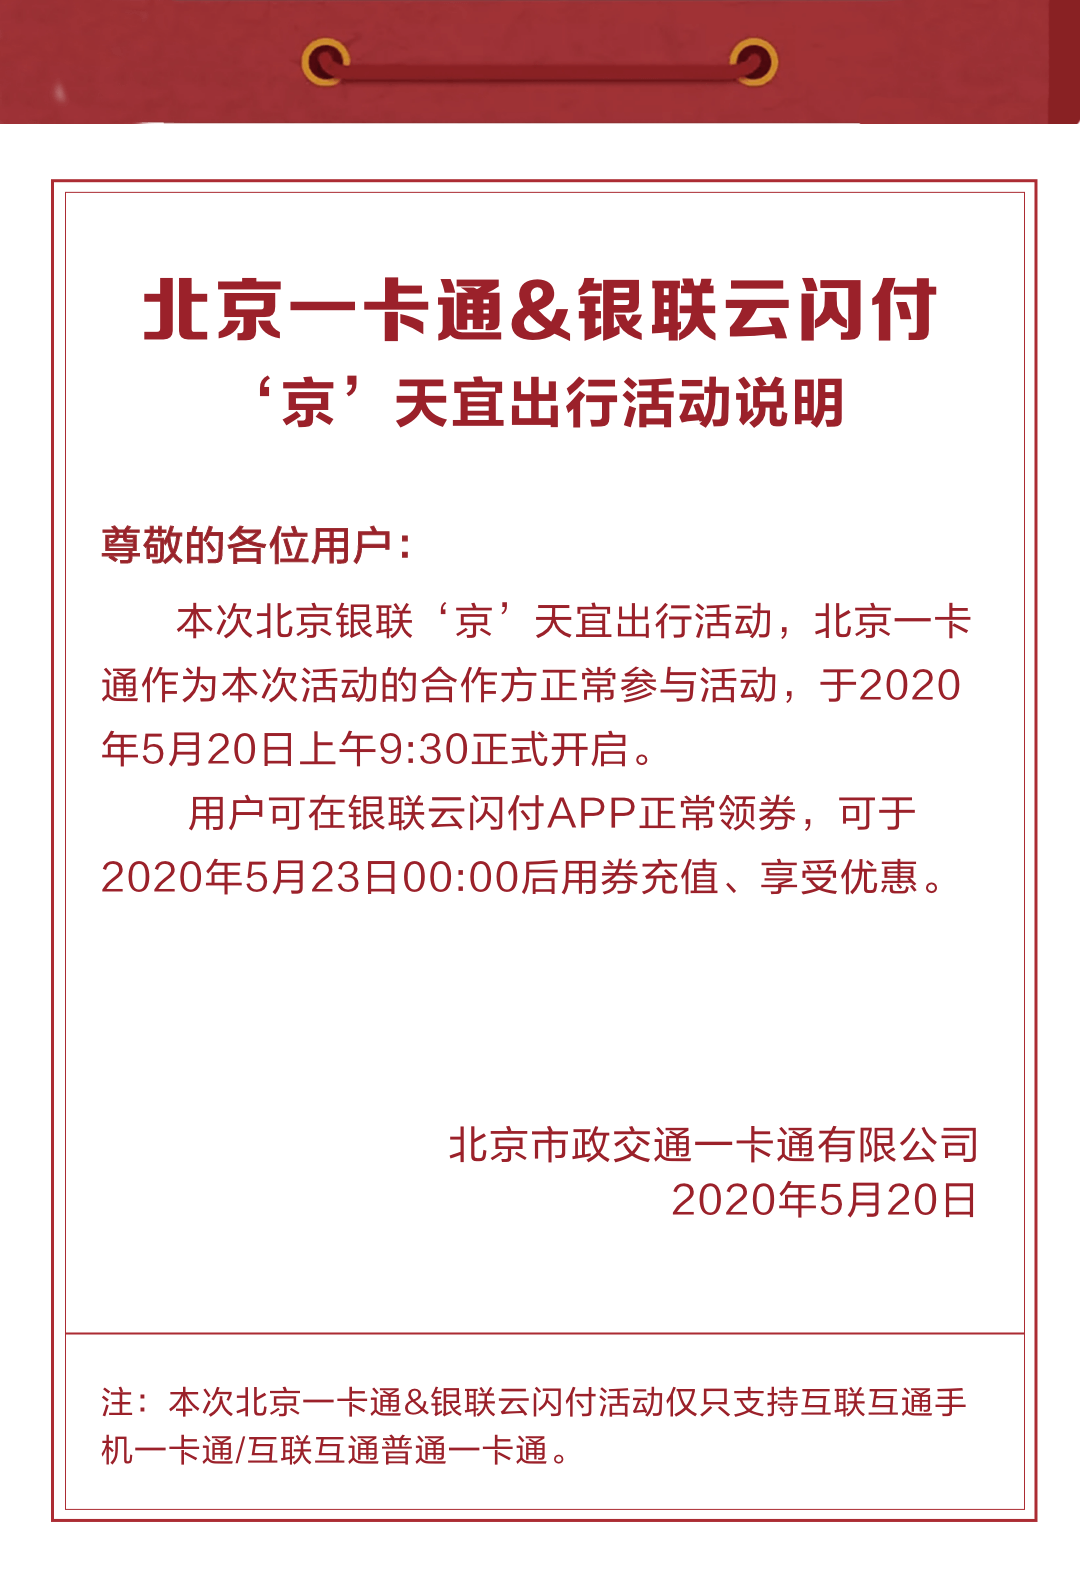 北京一卡通&银联云闪付
‘京’天宜出行活动说明
尊敬的各位用户：
本次北京银联‘京’天宜出行活动，北京一卡
通作为本次活动的合作方正常参与活动，于2020
年5月20日上午9:30正式开启。
用户可在银联云闪付APP正常领券，可于
2020年5月23日00:00后用券充值、享受优惠。
北京市政交通一卡通有限公司
2020年5月20日
注：本次北京一卡通&银联云闪付活动仅只支持互联互通手
机一卡通/互联互通普通一卡通。